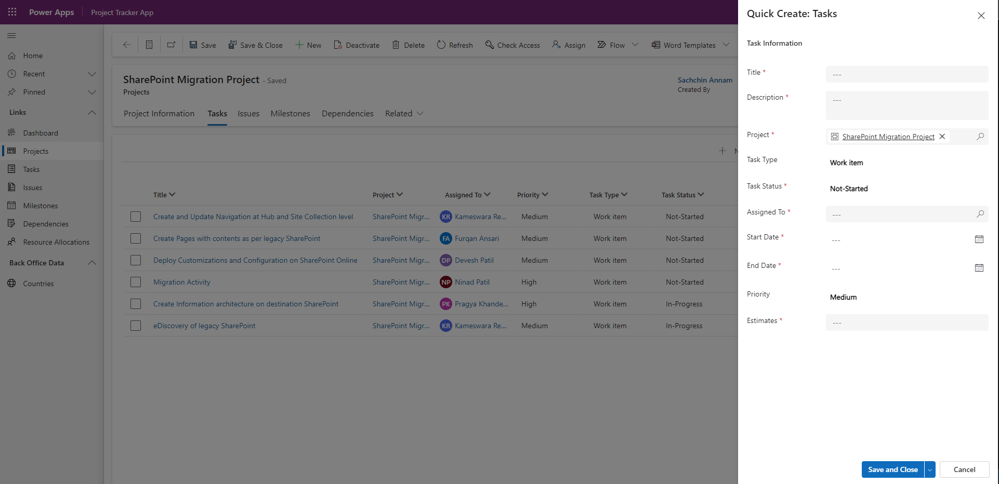 Power Apps
Project Tracker App
Home
Recent
Pinned
Links
Dashboard
Projects
Tasks
Issues
Milestones
Dependencies
Resource Allocations
Back Office Data
Countries
Save
Save & Close
New
Deactivate
Delete
Refresh
Check Access
Assign
Flow
Word Templates
SharePoint Migration Project - Saved
Projects
Sachchin Annam
Created By
Project Information
Tasks
Issues
Milestones
Dependencies
Related
N
Title Project Assigned To Priority Task Type Task Status
Create and Update Navigation at Hub and Site Collection level SharePoint Migr... KR Kameswara Re... Medium Work item Not-Started
Create Pages with contents as per legacy SharePoint SharePoint Migr... FA Furqan Ansari Medium Work item Not-Started
Deploy Customizations and Configuration on SharePoint Online SharePoint Migr... DP Devesh Patil Medium Work item Not-Started
Migration Activity SharePoint Migr... NP Ninad Patil High Work item Not-Started
Create Information architecture on destination SharePoint SharePoint Migr... PK Pragya Khande... High Work item In-Progress
eDiscovery of legacy SharePoint SharePoint Migr... KR Kameswara Re... Medium Work item In-Progress
Quick Create: Tasks
Task Information
Title * ---
Description * ---
Project * SharePoint Migration Project
Task Type Work item
Task Status * Not-Started
Assigned To * ---
Start Date * ---
End Date * ---
Priority Medium
Estimates * ---
Save and Close
Cancel